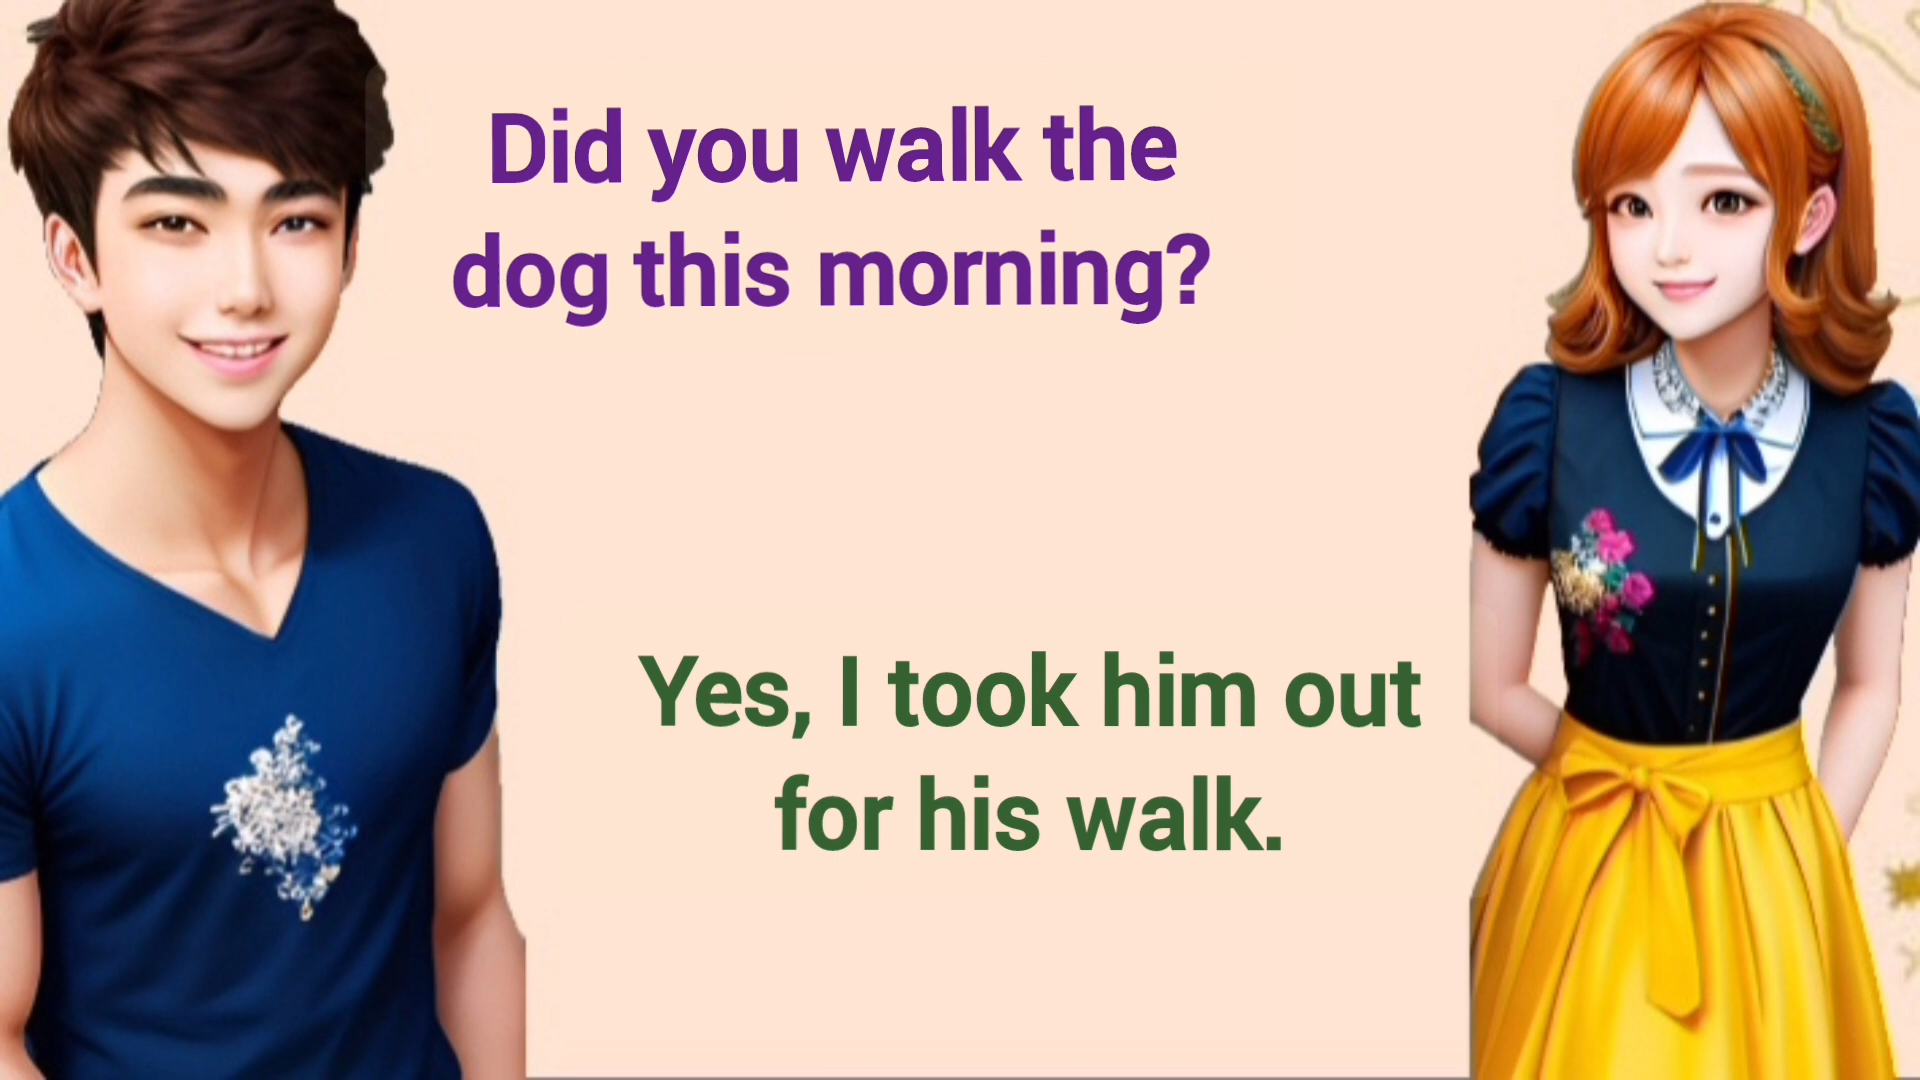 Did you walk the
dog this morning?
Yes, I took him out
for his walk.